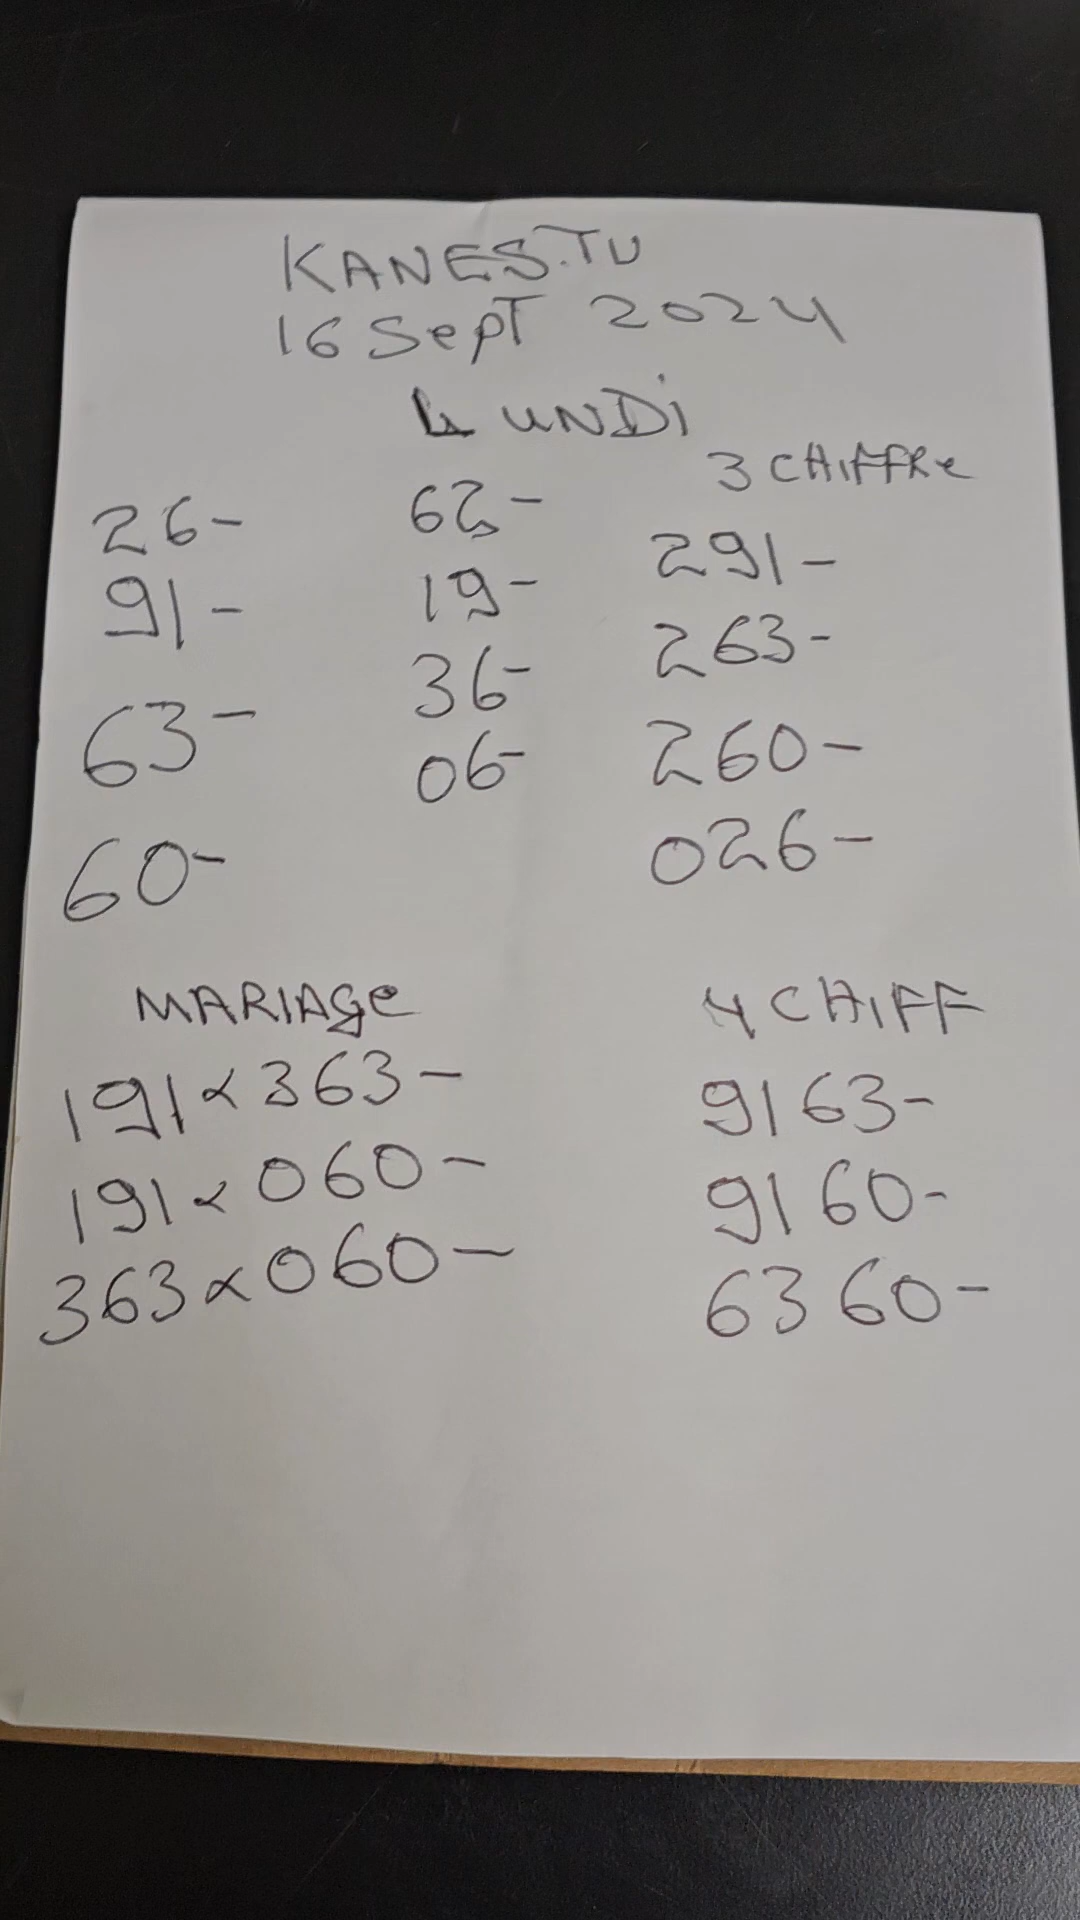 KANES.TV
16 Sept 2024
LUNDi
26-
91-
63-
60-
62-
19-
36-
06-
3 CHIFFRe
291-
263-
260-
026-
MARIAge
191x363-
191x060-
363x060-
4 CHIFF
9163-
9160-
6360-